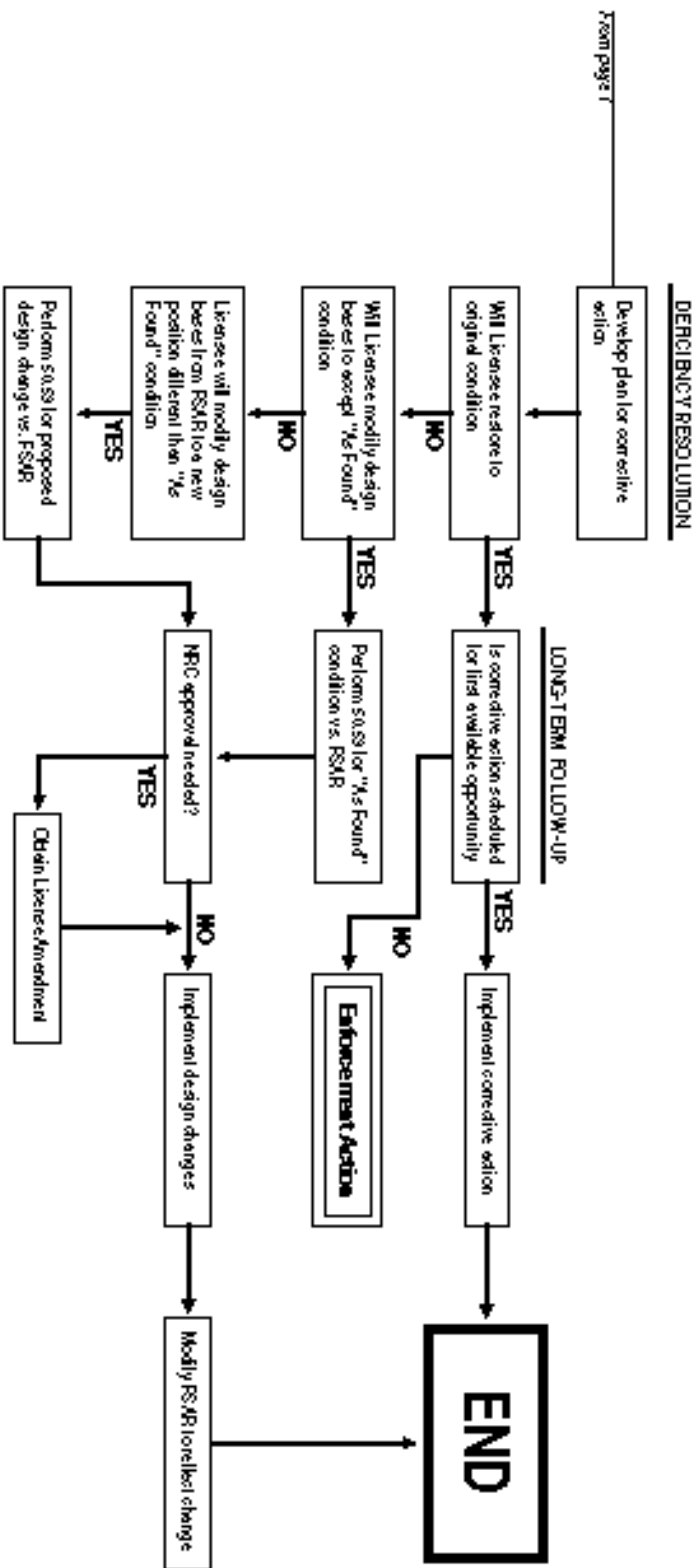 From page 1
DEFICIENCY RESOLUTION
Develop plan for corrective
action
Will Licensee restore to
original condition
NO
YES
Will Licensee modify design
bases to accept "As Found"
condition
NO
YES
Licensee will modify design
bases from FSAR to a new
position different than "As
Found" condition
YES
Perform 50.59 for proposed
design change vs. FSAR
LONG-TERM FOLLOW-UP
Is corrective action scheduled
for first available opportunity
YES
NO
Perform 50.59 for "As Found"
condition vs. FSAR
NRC approval needed?
YES
NO
Obtain License Amendment
Implement corrective action
Enforcement Action
Implement design changes
END
Modify FSAR to reflect change